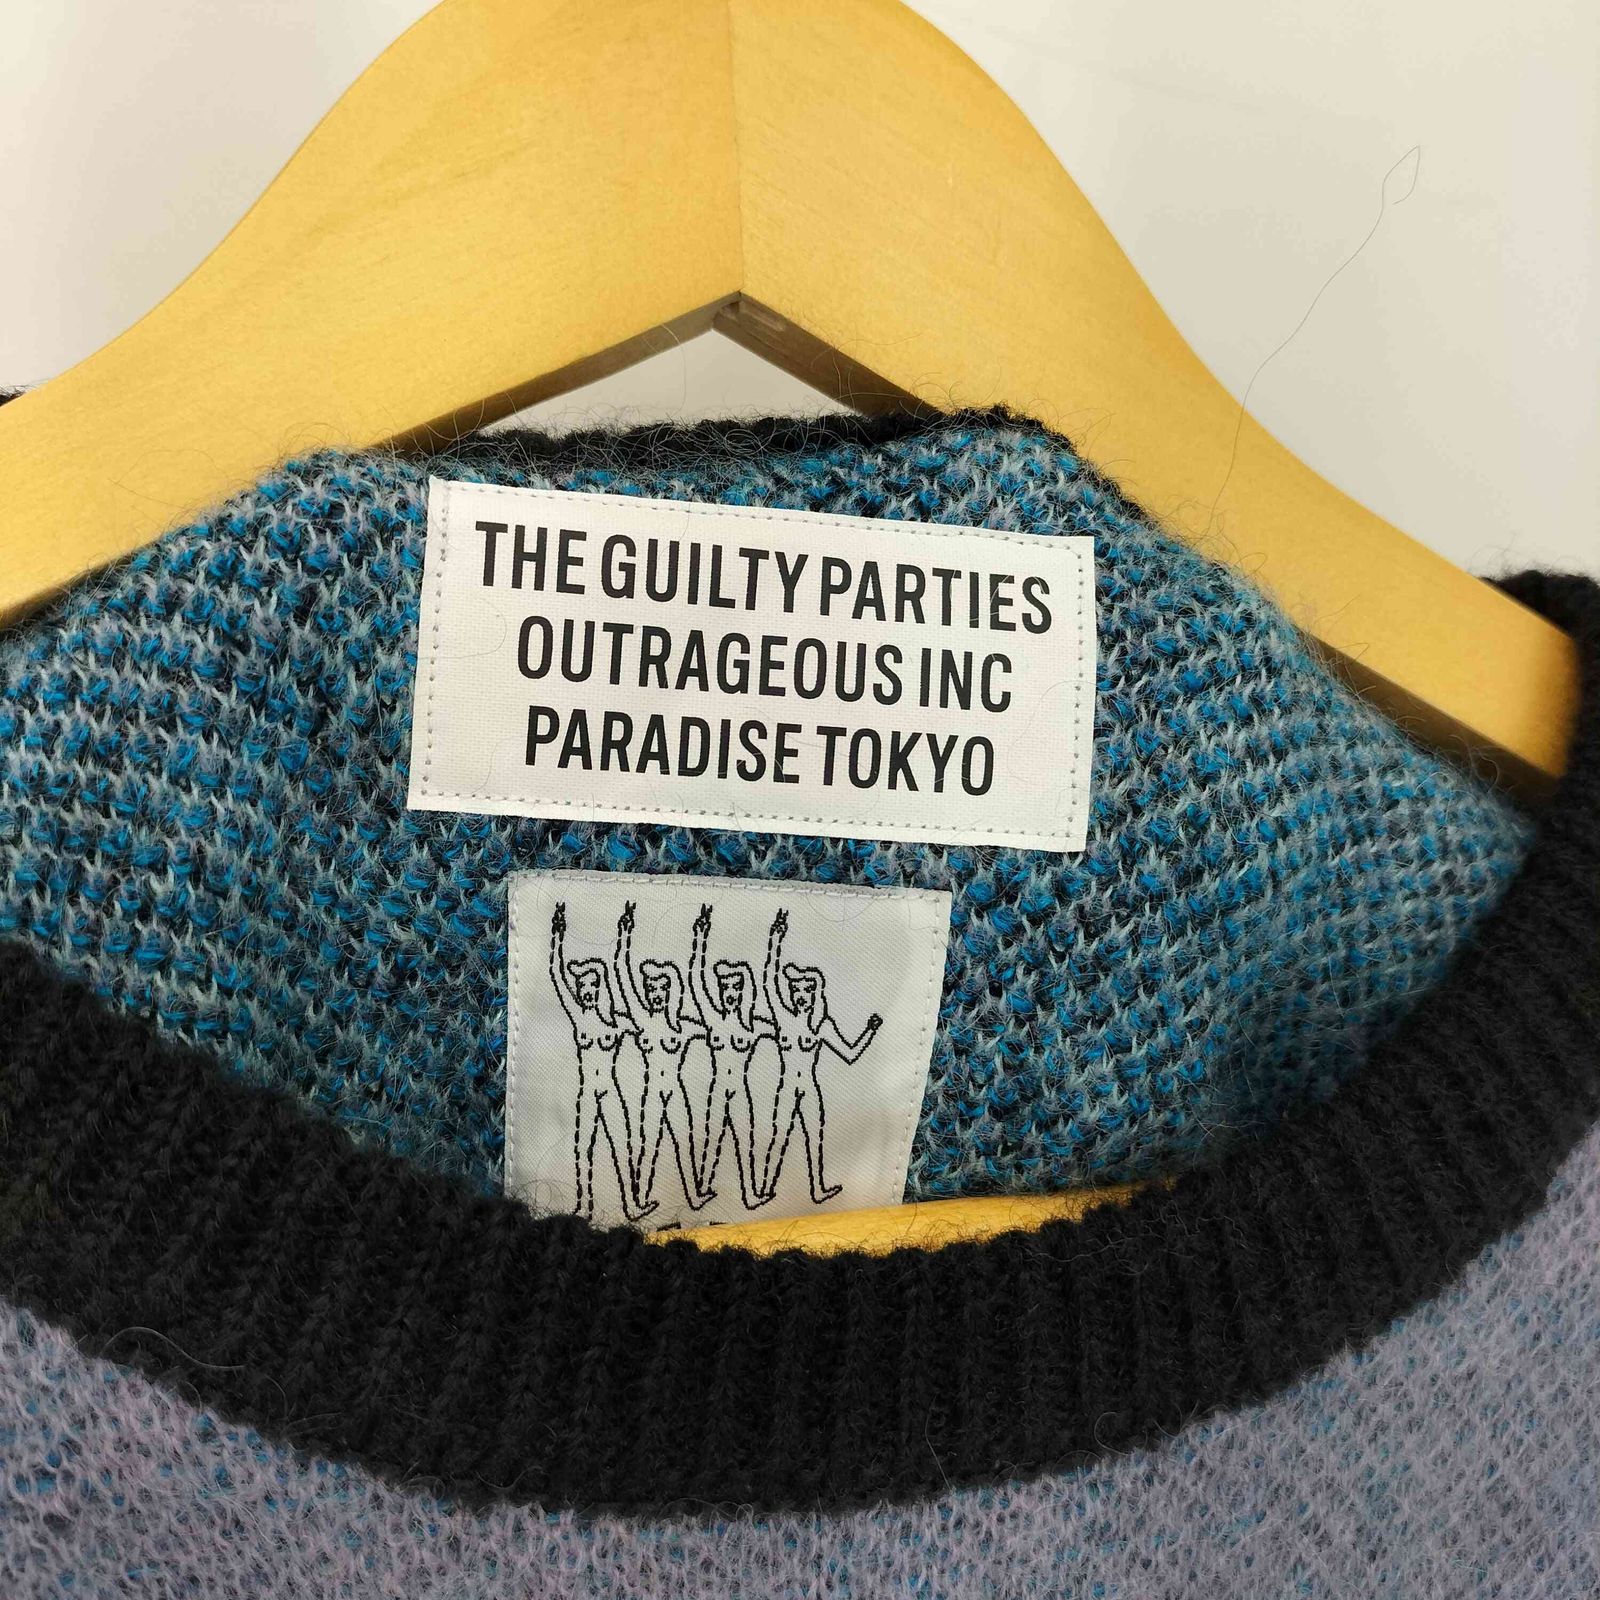 THE GUILTY PARTIES
OUTRAGEOUS INC
PARADISE TOKYO